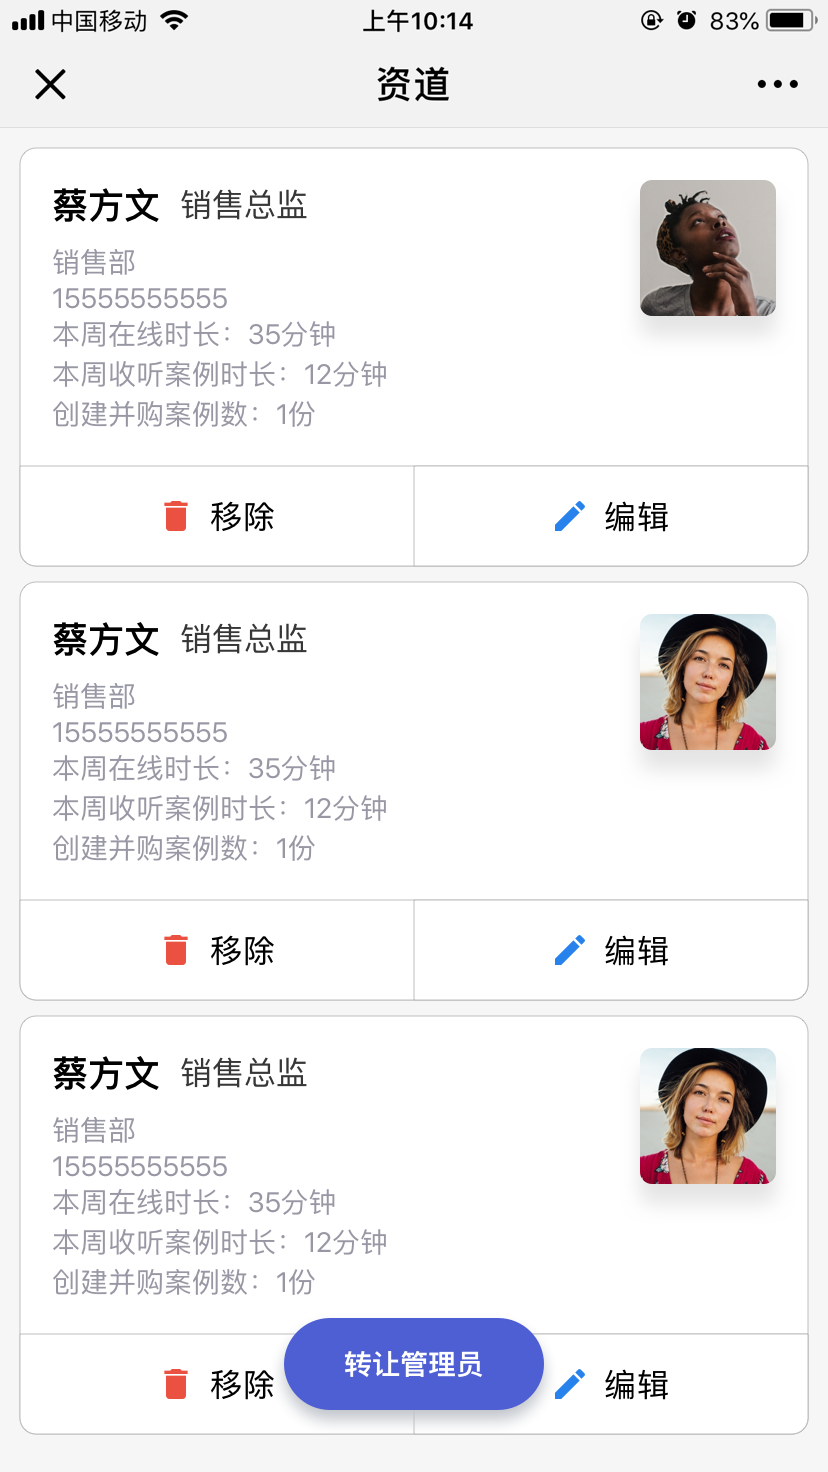 中国移动 上午10:14 83%
资道
蔡方文 销售总监
销售部
15555555555
本周在线时长：35分钟
本周收听案例时长：12分钟
创建并购案例数：1份
移除 编辑
蔡方文 销售总监
销售部
15555555555
本周在线时长：35分钟
本周收听案例时长：12分钟
创建并购案例数：1份
移除 编辑
蔡方文 销售总监
销售部
15555555555
本周在线时长：35分钟
本周收听案例时长：12分钟
创建并购案例数：1份
转让管理员
移除 编辑